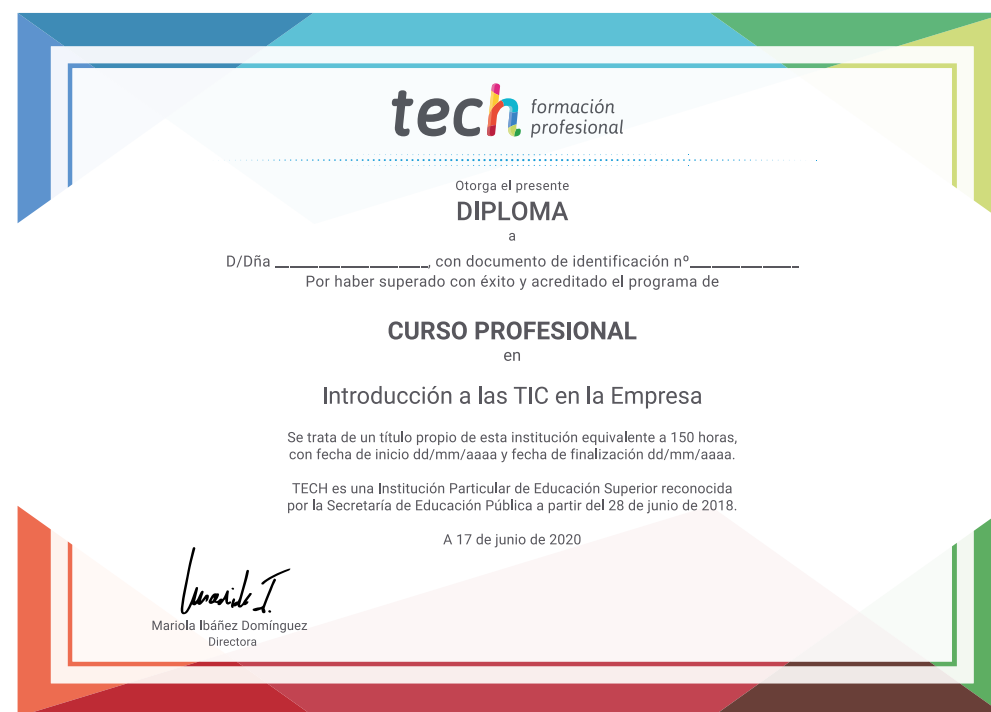 tech formación
profesional
Otorga el presente
DIPLOMA
a
D/Dña ____________________, con documento de identificación nº______________
Por haber superado con éxito y acreditado el programa de
CURSO PROFESIONAL
en
Introducción a las TIC en la Empresa
Se trata de un título propio de esta institución equivalente a 150 horas,
con fecha de inicio dd/mm/aaaa y fecha de finalización dd/mm/aaaa.
TECH es una Institución Particular de Educación Superior reconocida
por la Secretaría de Educación Pública a partir del 28 de junio de 2018.
A 17 de junio de 2020
Mariola Ibáñez Domínguez
Directora